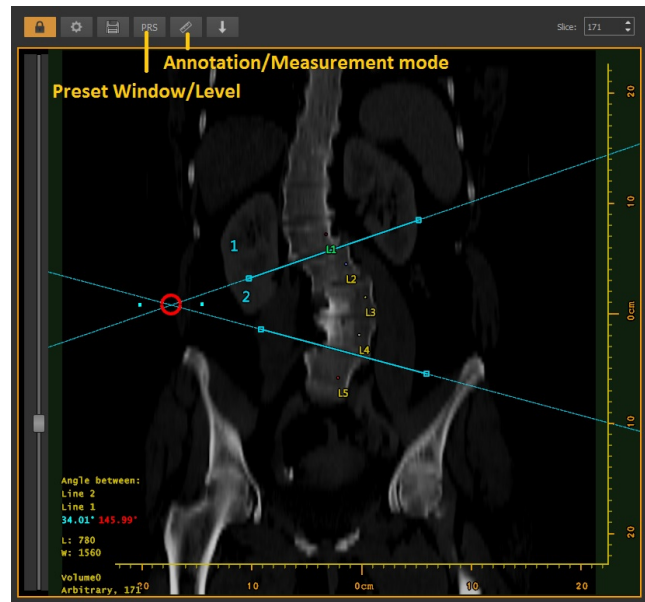 PRS
Slice: 171
Annotation/Measurement mode
Preset Window/Level
20
10
0cm
10
20
1
2
L1
L2
L3
L4
L5
Angle between:
Line 2
Line 1
34.01° 145.99°
L: 780
W: 1560
Volume0
Arbitrary, 171
20 10 0cm 10 20